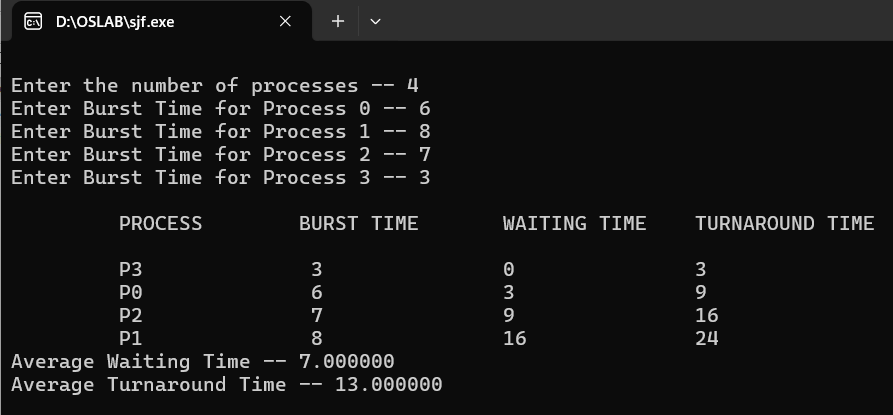 D:\OSLAB\sjf.exe
Enter the number of processes -- 4
Enter Burst Time for Process 0 -- 6
Enter Burst Time for Process 1 -- 8
Enter Burst Time for Process 2 -- 7
Enter Burst Time for Process 3 -- 3
PROCESS BURST TIME WAITING TIME TURNAROUND TIME
P3 3 0 3
P0 6 3 9
P2 7 9 16
P1 8 16 24
Average Waiting Time -- 7.000000
Average Turnaround Time -- 13.000000